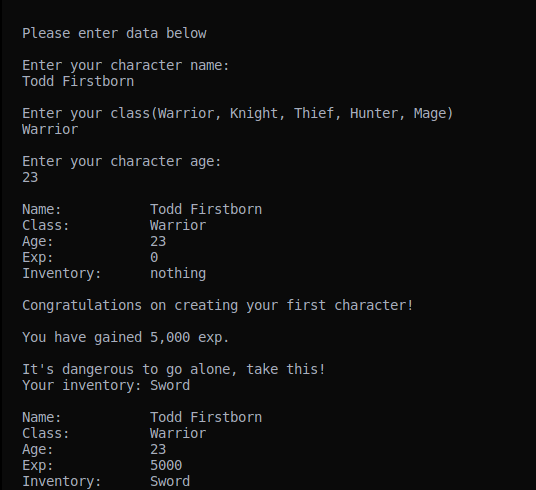 Please enter data below
Enter your character name:
Todd Firstborn
Enter your class(Warrior, Knight, Thief, Hunter, Mage)
Warrior
Enter your character age:
23
Name: Todd Firstborn
Class: Warrior
Age: 23
Exp: 0
Inventory: nothing
Congratulations on creating your first character!
You have gained 5,000 exp.
It's dangerous to go alone, take this!
Your inventory: Sword
Name: Todd Firstborn
Class: Warrior
Age: 23
Exp: 5000
Inventory: Sword